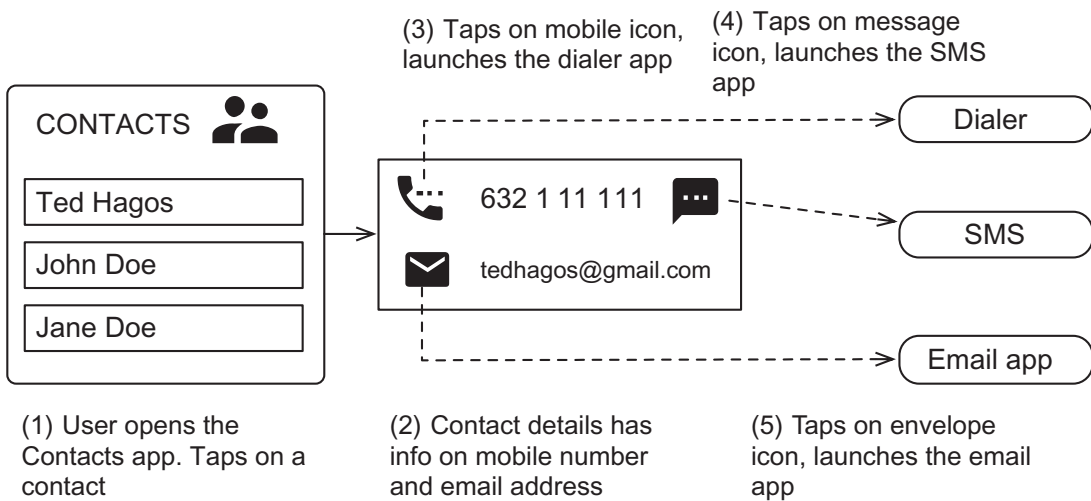 (3) Taps on mobile icon,
launches the dialer app
(4) Taps on message
icon, launches the SMS
app
CONTACTS
Ted Hagos
John Doe
Jane Doe
632 1 11 111
tedhagos@gmail.com
Dialer
SMS
Email app
(1) User opens the
Contacts app. Taps on a
contact
(2) Contact details has
info on mobile number
and email address
(5) Taps on envelope
icon, launches the email
app